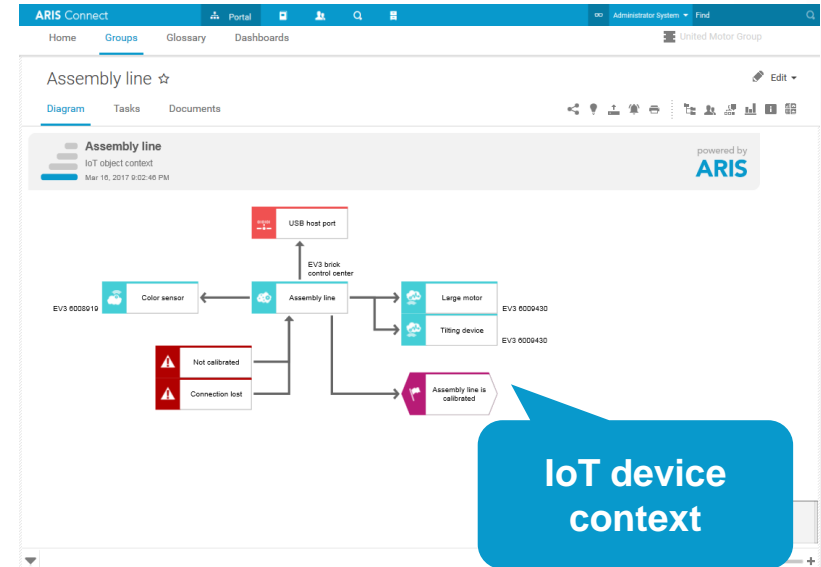 ARIS Connect
Portal
Administrator System
Find
Home Groups Glossary Dashboards
United Motor Group
Assembly line
Edit
Diagram Tasks Documents
Assembly line
IoT object context
Mar 16, 2017 9:02:46 PM
powered by
ARIS
USB host port
EV3 brick
control center
Color sensor
Assembly line
Large motor
EV3 6008919
EV3 6009430
Tilting device
EV3 6009430
Not calibrated
Connection lost
Assembly line is
calibrated
IoT device
context